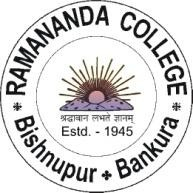 RAMANANDA COLLEGE
श्रद्धावान लभते ज्ञानम्
Estd. - 1945
Bishnupur Bankura